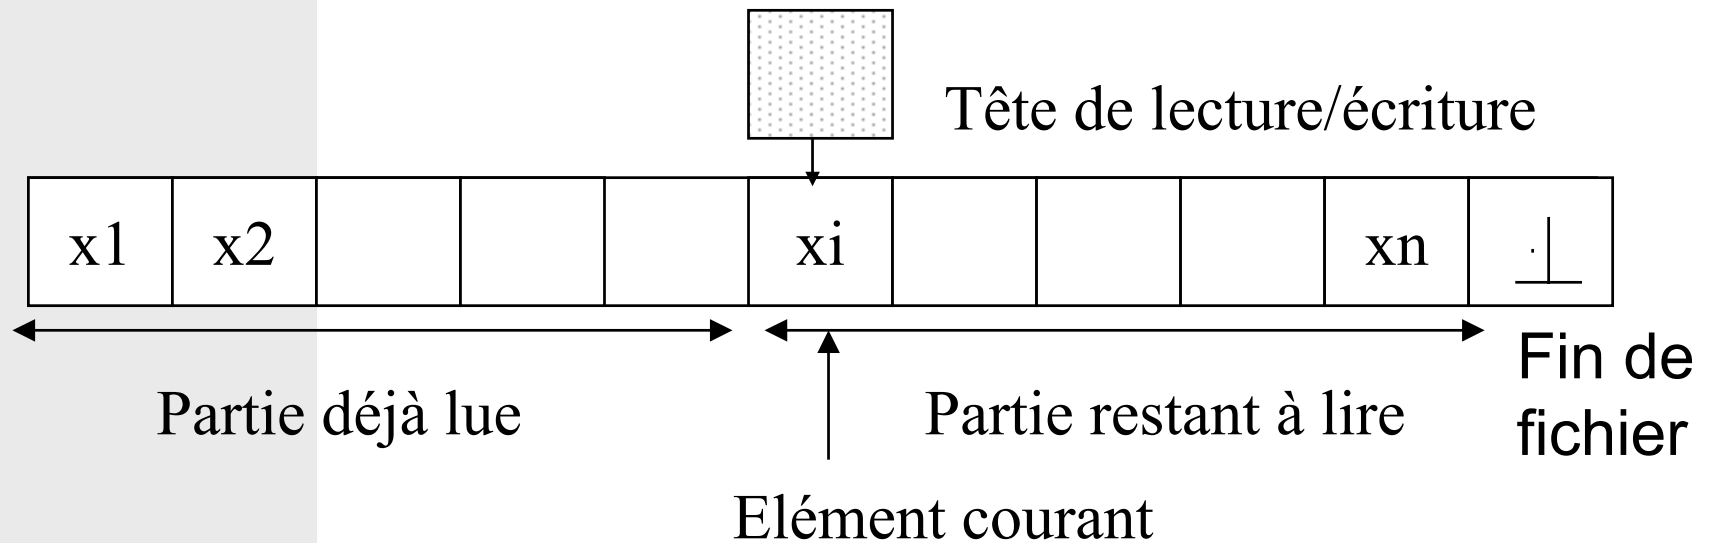 Tête de lecture/écriture
x1 x2 xi xn
Partie déjà lue
Partie restant à lire
Fin de
fichier
Elément courant